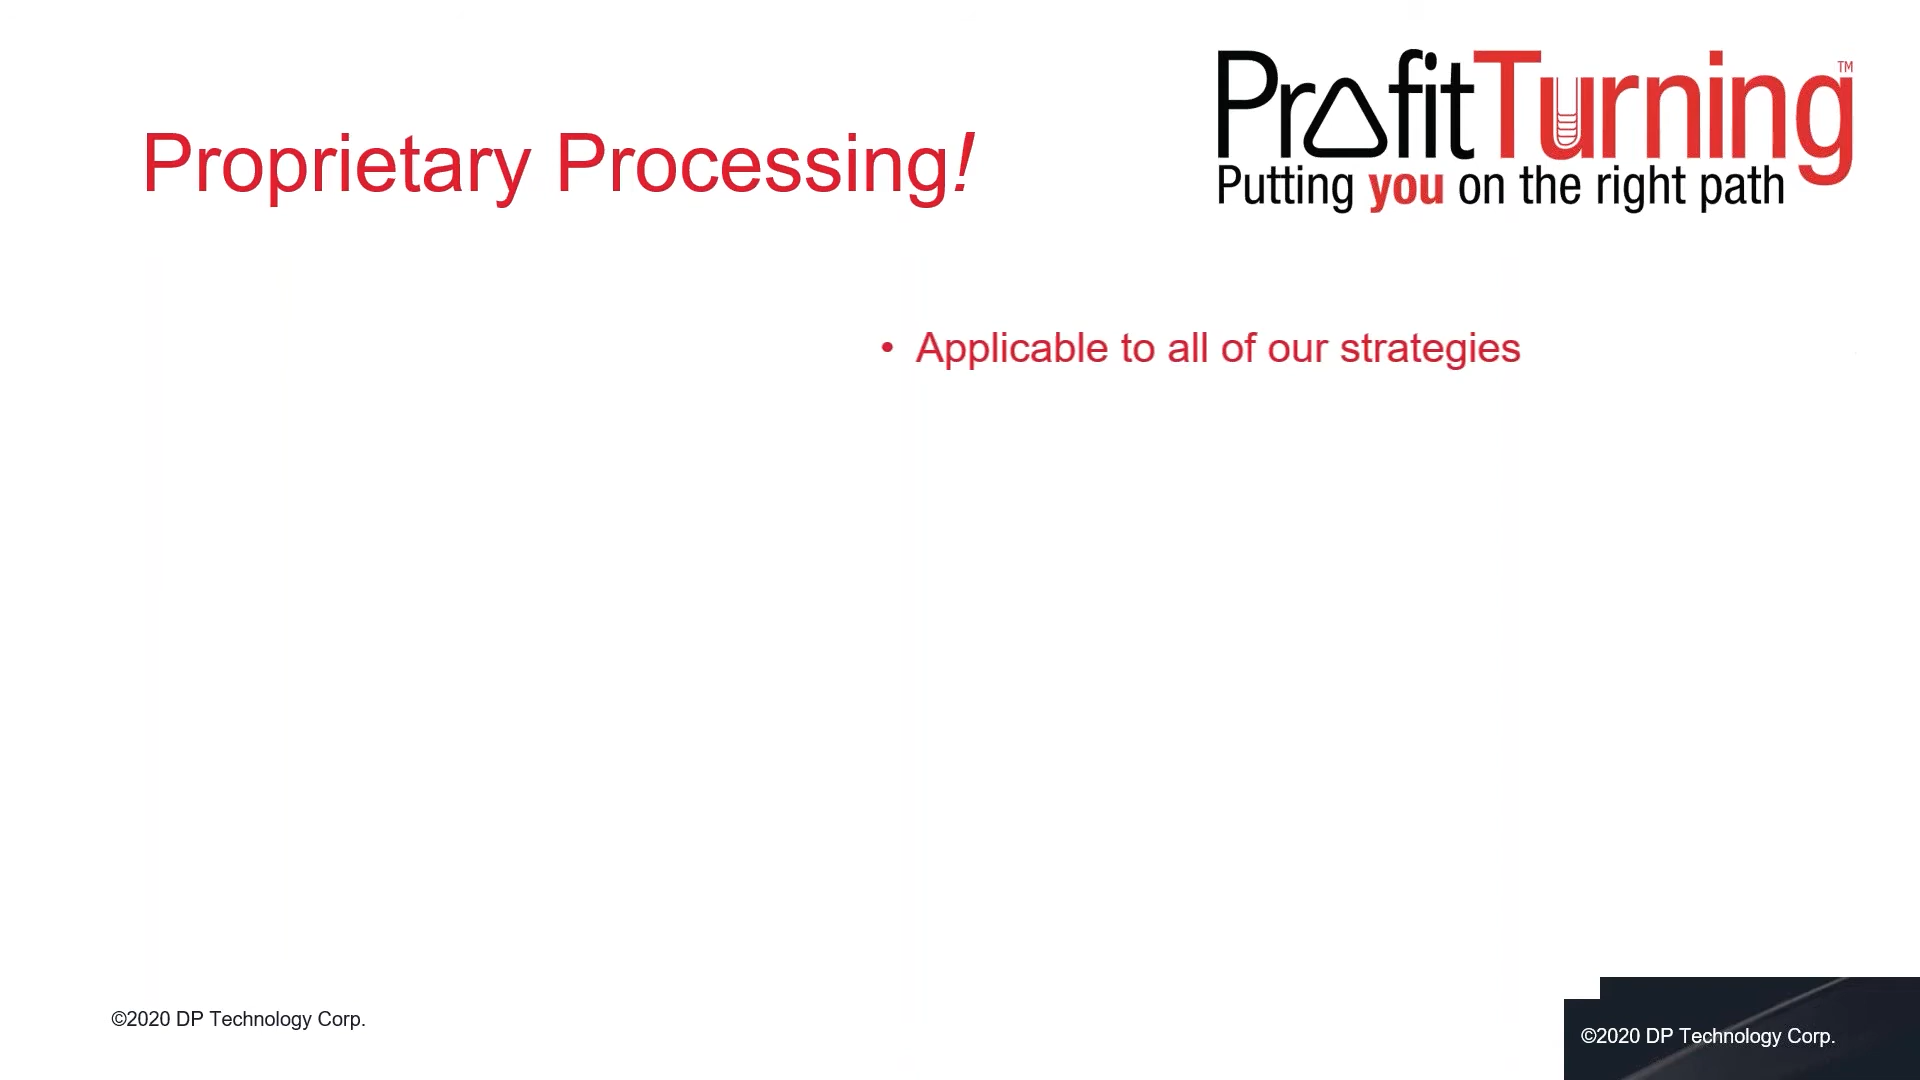 Proprietary Processing!
ProfitTurning™
Putting you on the right path
• Applicable to all of our strategies
©2020 DP Technology Corp.
©2020 DP Technology Corp.